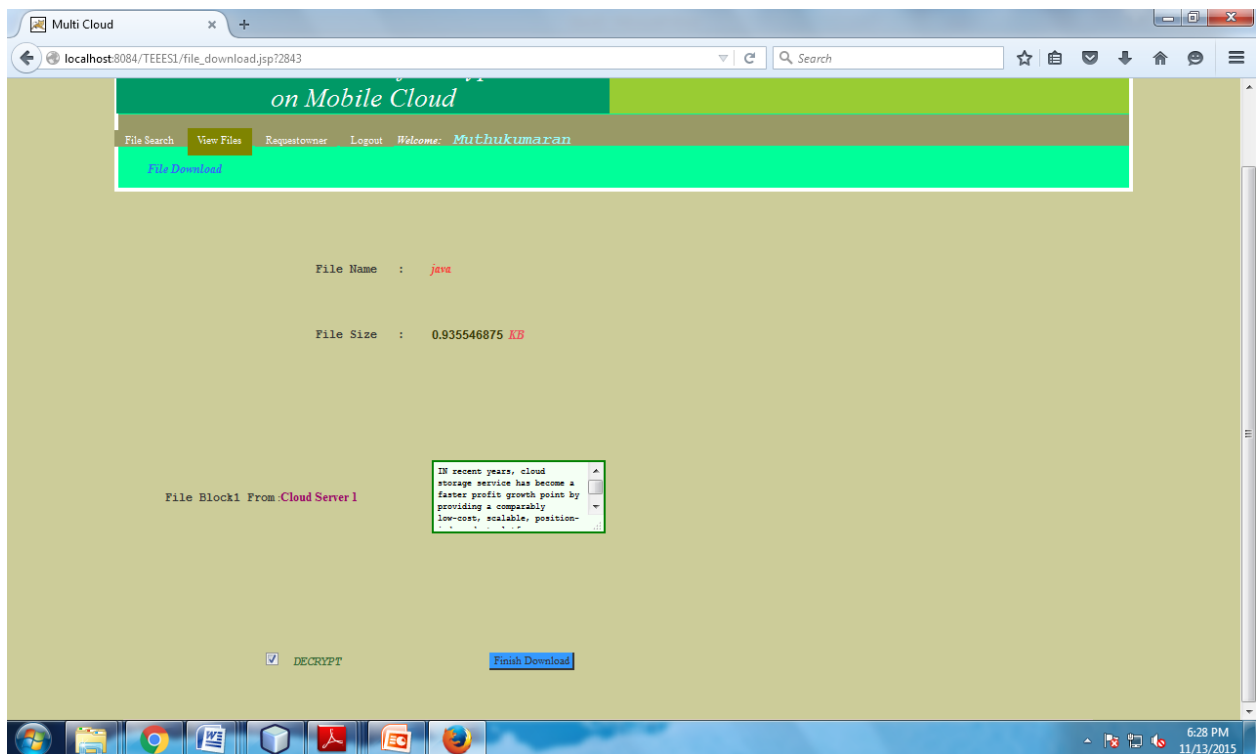 Multi Cloud
localhost:8084/TEEES1/file_download.jsp?2843
Search
on Mobile Cloud
File Search View Files Requestowner Logout Welcome: Muthukumaran
File Download
File Name : java
File Size : 0.935546875 KB
File Block1 From :Cloud Server 1
IN recent years, cloud
storage service has become a
faster profit growth point by
providing a comparably
low-cost, scalable, position-
DECRYPT
Finish Download
6:28 PM
11/13/2015